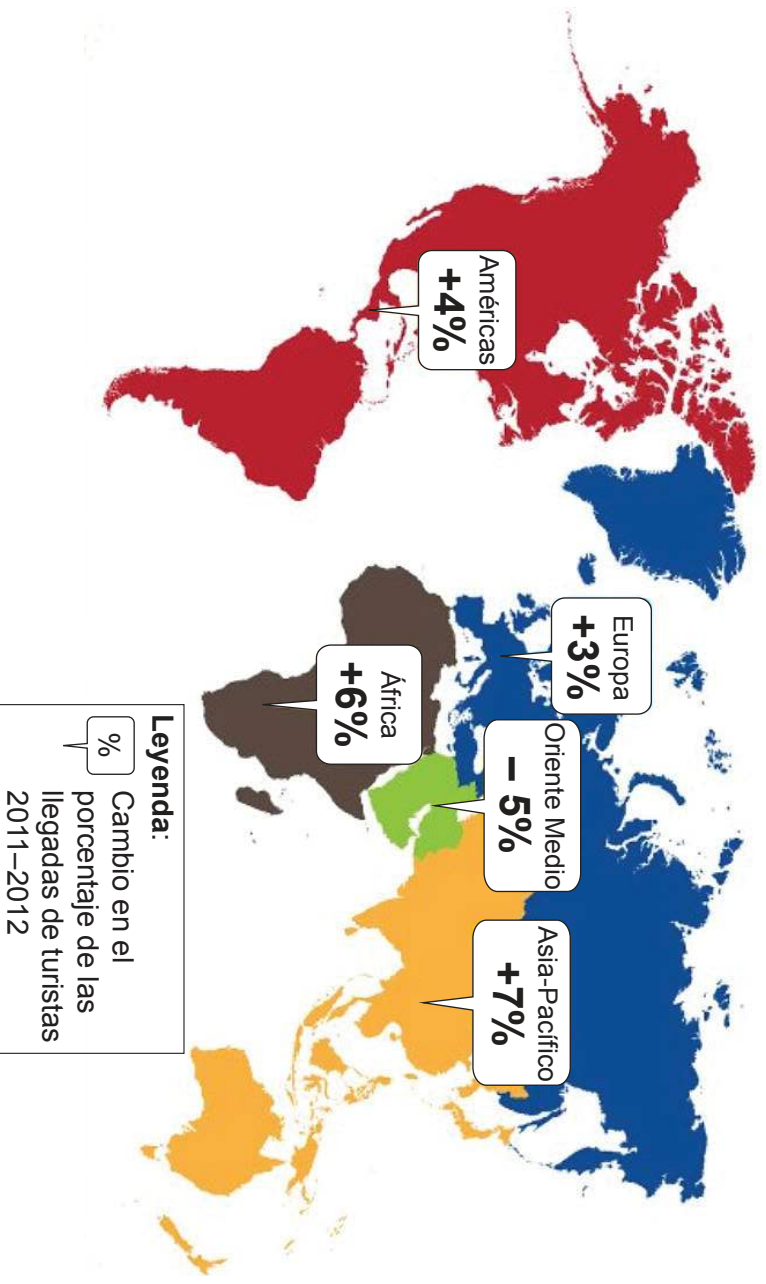 Américas
+4%
Europa
+3%
Oriente Medio
– 5%
Asia-Pacífico
+7%
África
+6%
Leyenda:
%
Cambio en el
porcentaje de las
llegadas de turistas
2011–2012